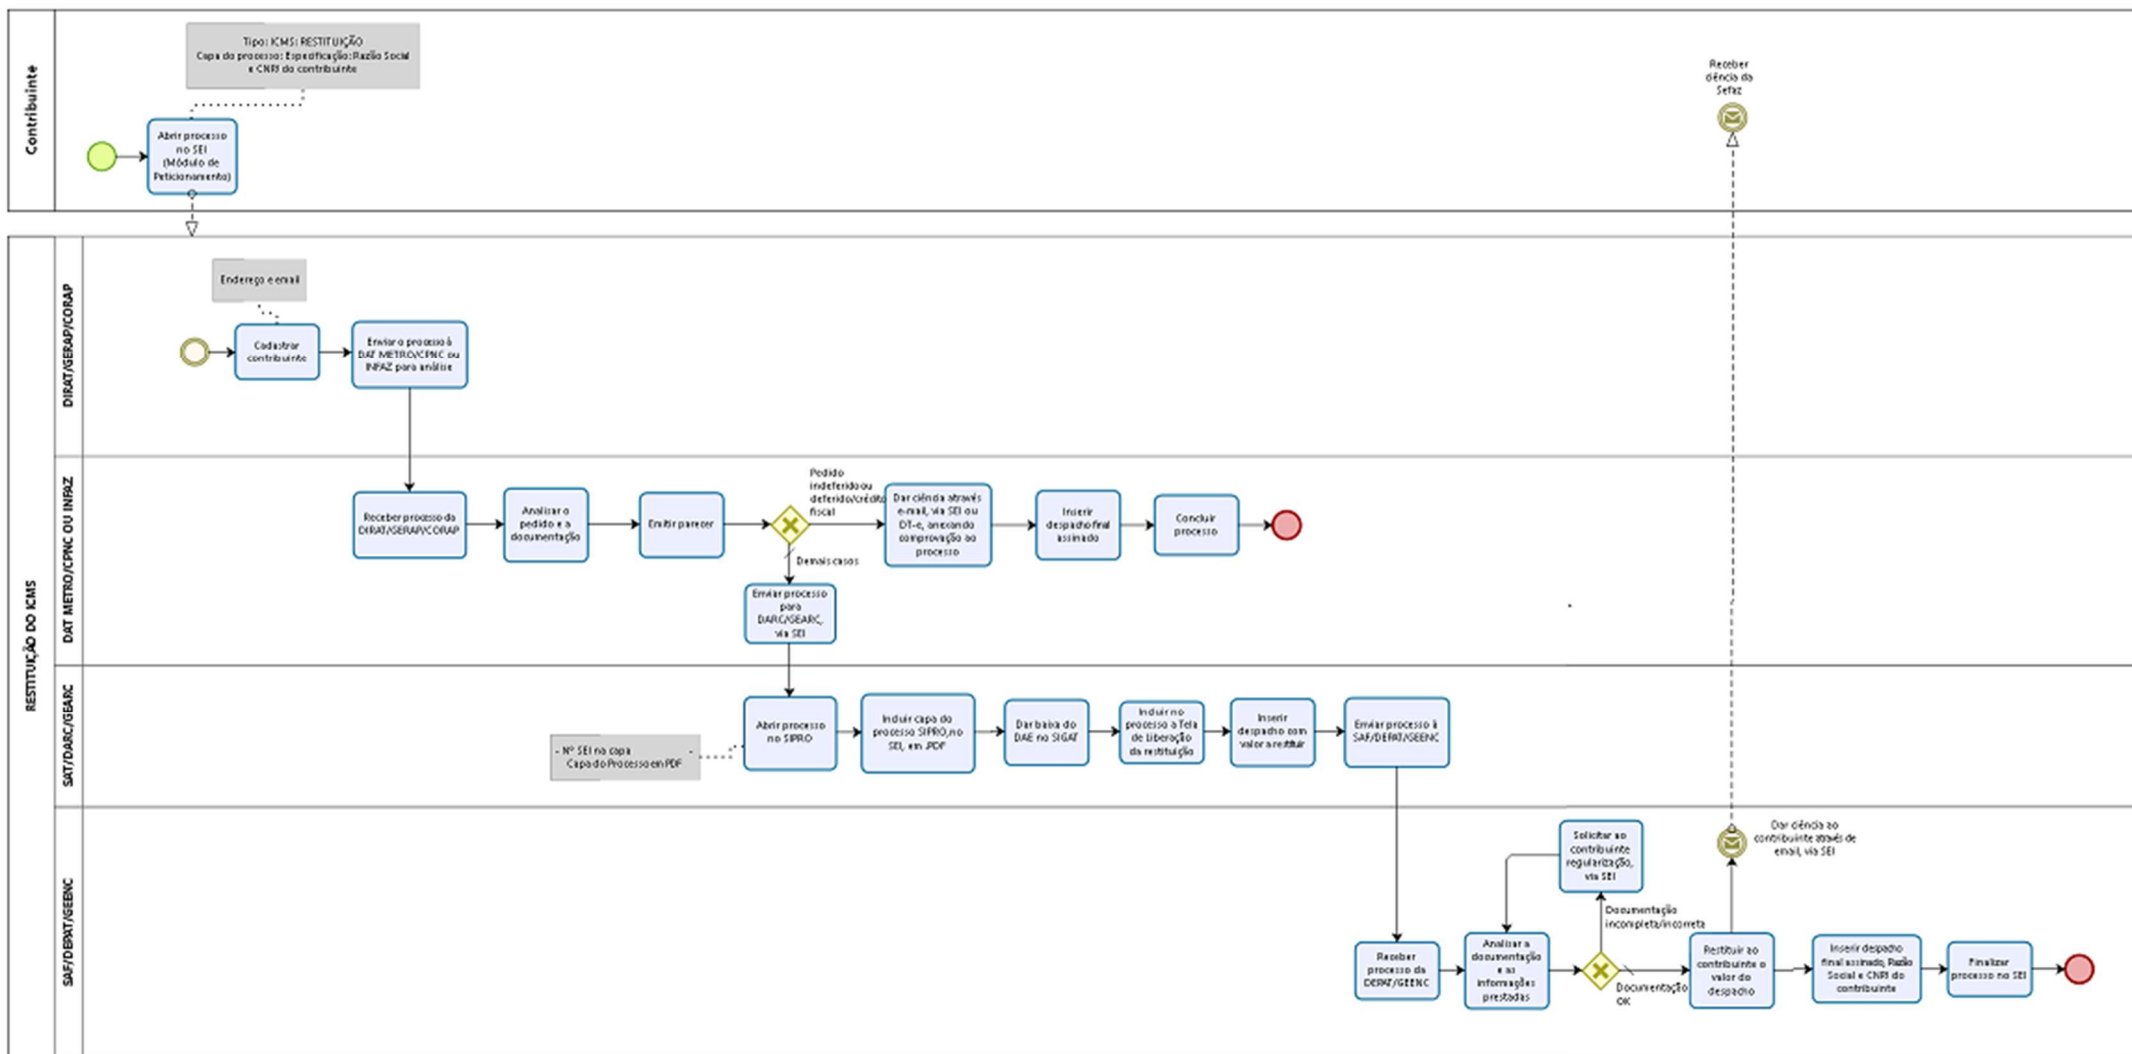 Contribuinte
Tipo: ICMS: RESTITUIÇÃO
Capa do processo: Especificação: Razão Social
e CNPJ do contribuinte
Abrir processo
no SEI
(Módulo de
Peticionamento)
Receber
ciência da
Sefaz
RESTITUIÇÃO DO ICMS
DIRAT/GERAP/CORAP
Endereço e email
Cadastrar
contribuinte
Enviar o processo à
DAT METRO/CPNC ou
INFAZ para análise
DAT METRO/CPNC OU INFAZ
Receber processo da
DIRAT/GERAP/CORAP
Analisar o
pedido e a
documentação
Emitir parecer
Pedido
indeferido ou
deferido/crédito
fiscal
Demais casos
Dar ciência através
e-mail, via SEI ou
DT-e, anexando
comprovação ao
processo
Inserir
despacho final
assinado
Concluir
processo
Enviar processo
para
DARC/GEARC,
via SEI
SAT/DARC/GEARC
- Nº SEI na capa -
Capa do Processo em PDF
Abrir processo
no SIPRO
Incluir capa do
processo SIPRO,no
SEI, em .PDF
Dar baixa do
DAE no SIGAT
Incluir no
processo a Tela
de Liberação
da restituição
Inserir
despacho com
valor a restituir
Enviar processo à
SAF/DEPAT/GEENC
SAF/DEPAT/GEENC
Receber
processo da
DEPAT/GEENC
Analisar a
documentação
e as
informações
prestadas
Solicitar ao
contribuinte
regularização,
via SEI
Documentação
incompleta/incorreta
Documentação
OK
Dar ciência ao
contribuinte através de
email, via SEI
Restituir ao
contribuinte o
valor do
despacho
Inserir despacho
final assinado, Razão
Social e CNPJ do
contribuinte
Finalizar
processo no SEI